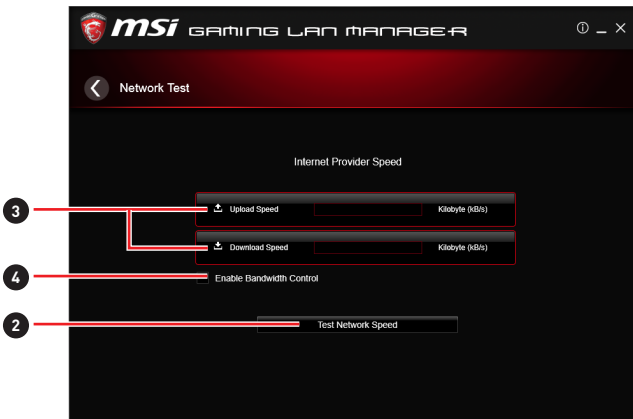 msi GAMING LAN MANAGER
Network Test
Internet Provider Speed
3
Upload Speed Kilobyte (kB/s)
Download Speed Kilobyte (kB/s)
4
Enable Bandwidth Control
2
Test Network Speed